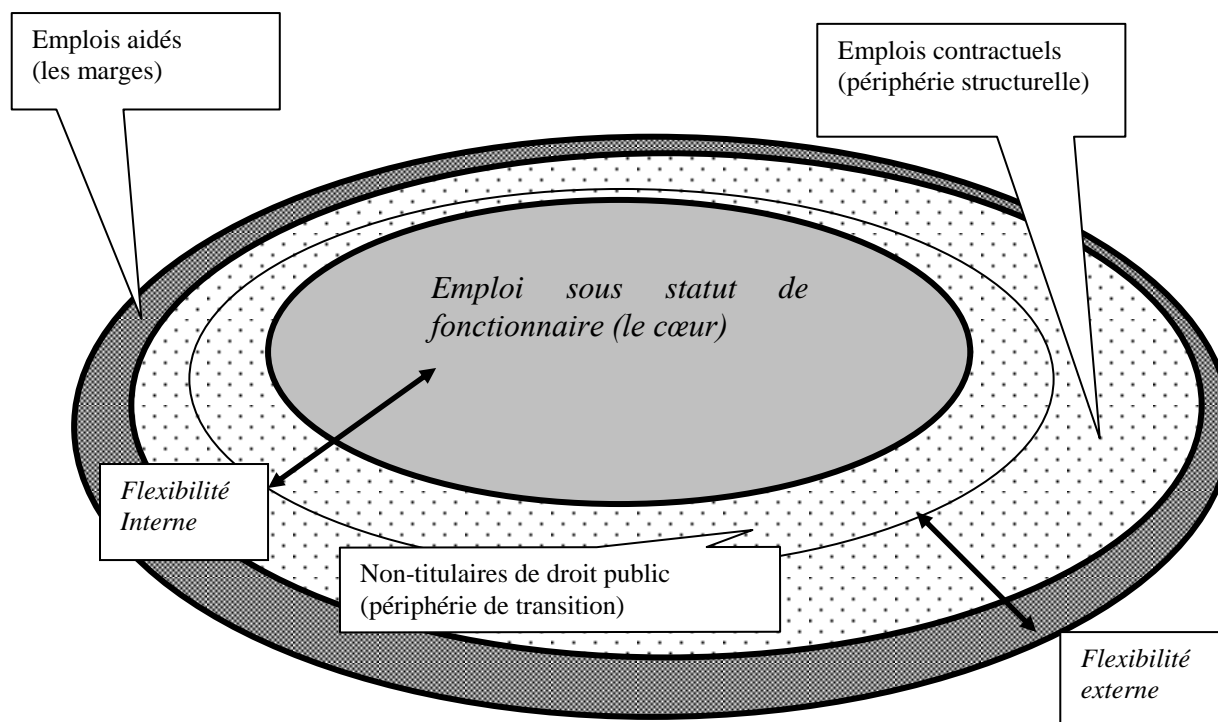 Emplois aidés
(les marges)
Emplois contractuels
(périphérie structurelle)
Emploi sous statut de
fonctionnaire (le cœur)
Flexibilité
Interne
Non-titulaires de droit public
(périphérie de transition)
Flexibilité
externe